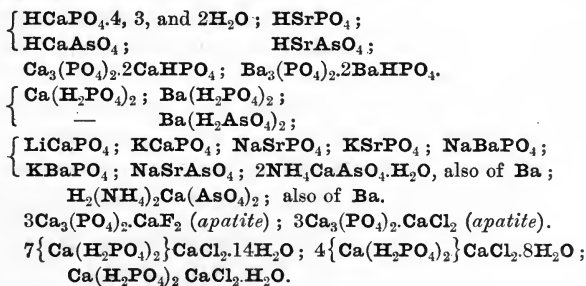 HCaPO₄.4, 3, and 2H₂O; HSrPO₄;
HCaAsO₄; HSrAsO₄;
Ca₃(PO₄)₂.2CaHPO₄; Ba₃(PO₄)₂.2BaHPO₄.
Ca(H₂PO₄)₂; Ba(H₂PO₄)₂;
— Ba(H₂AsO₄)₂;
LiCaPO₄; KCaPO₄; NaSrPO₄; KSrPO₄; NaBaPO₄;
KBaPO₄; NaSrAsO₄; 2NH₄CaAsO₄.H₂O, also of Ba;
H₂(NH₄)₂Ca(AsO₄)₂; also of Ba.
3Ca₃(PO₄)₂.CaF₂ (apatite); 3Ca₃(PO₄)₂.CaCl₂ (apatite).
7{Ca(H₂PO₄)₂}CaCl₂.14H₂O; 4{Ca(H₂PO₄)₂}CaCl₂.8H₂O;
Ca(H₂PO₄)₂ CaCl₂.H₂O.